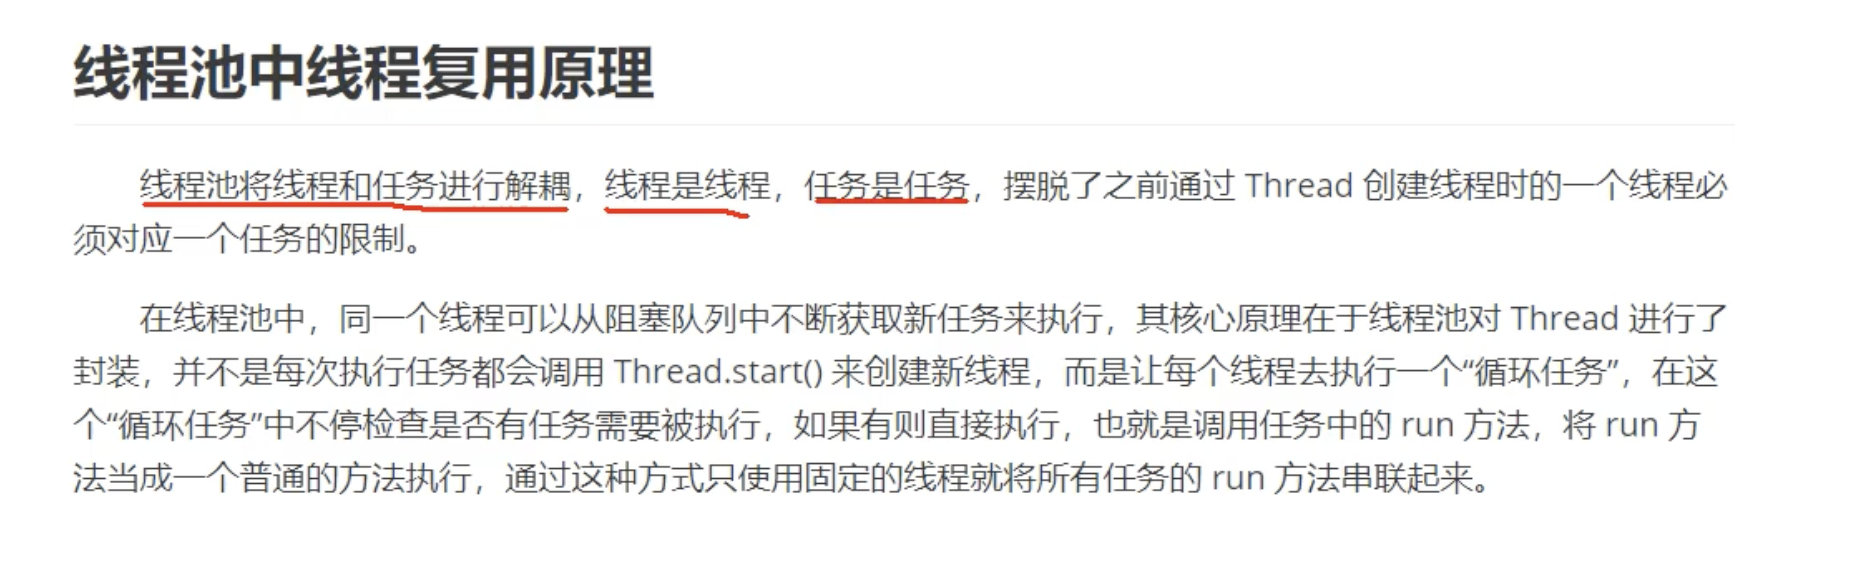 线程池中线程复用原理
线程池将线程和任务进行解耦，线程是线程，任务是任务，摆脱了之前通过 Thread 创建线程时的一个线程必
须对应一个任务的限制。
在线程池中，同一个线程可以从阻塞队列中不断获取新任务来执行，其核心原理在于线程池对 Thread 进行了
封装，并不是每次执行任务都会调用 Thread.start() 来创建新线程，而是让每个线程去执行一个“循环任务”，在这
个“循环任务”中不停检查是否有任务需要被执行，如果有则直接执行，也就是调用任务中的 run 方法，将 run 方
法当成一个普通的方法执行，通过这种方式只使用固定的线程就将所有任务的 run 方法串联起来。